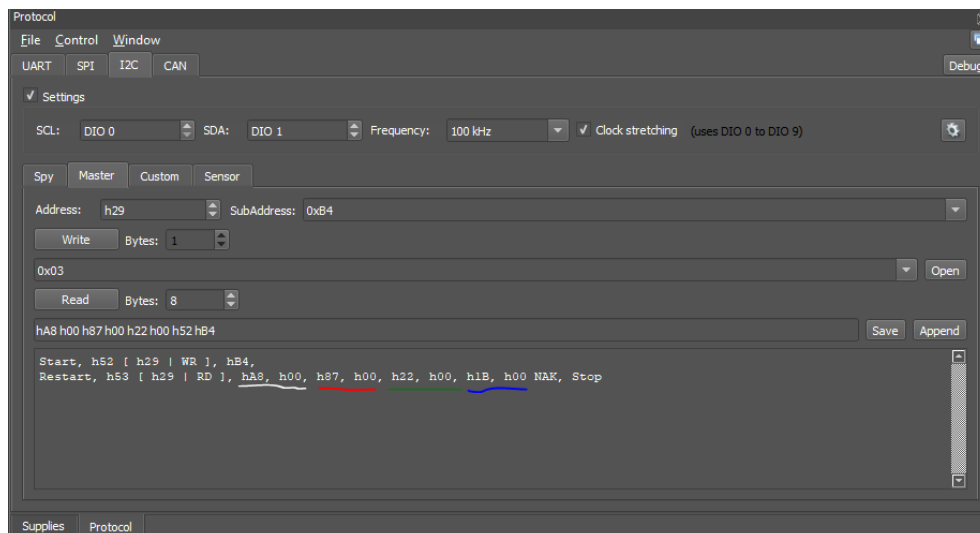 Protocol
File Control Window
UART SPI I2C CAN Debug
Settings
SCL: DIO 0 SDA: DIO 1 Frequency: 100 kHz Clock stretching (uses DIO 0 to DIO 9)
Spy Master Custom Sensor
Address: h29 SubAddress: 0xB4
Write Bytes: 1
0x03 Open
Read Bytes: 8
hA8 h00 h87 h00 h22 h00 h52 hB4 Save Append
Start, h52 [ h29 | WR ], hB4,
Restart, h53 [ h29 | RD ], hA8, h00, h87, h00, h22, h00, h1B, h00 NAK, Stop
Supplies Protocol